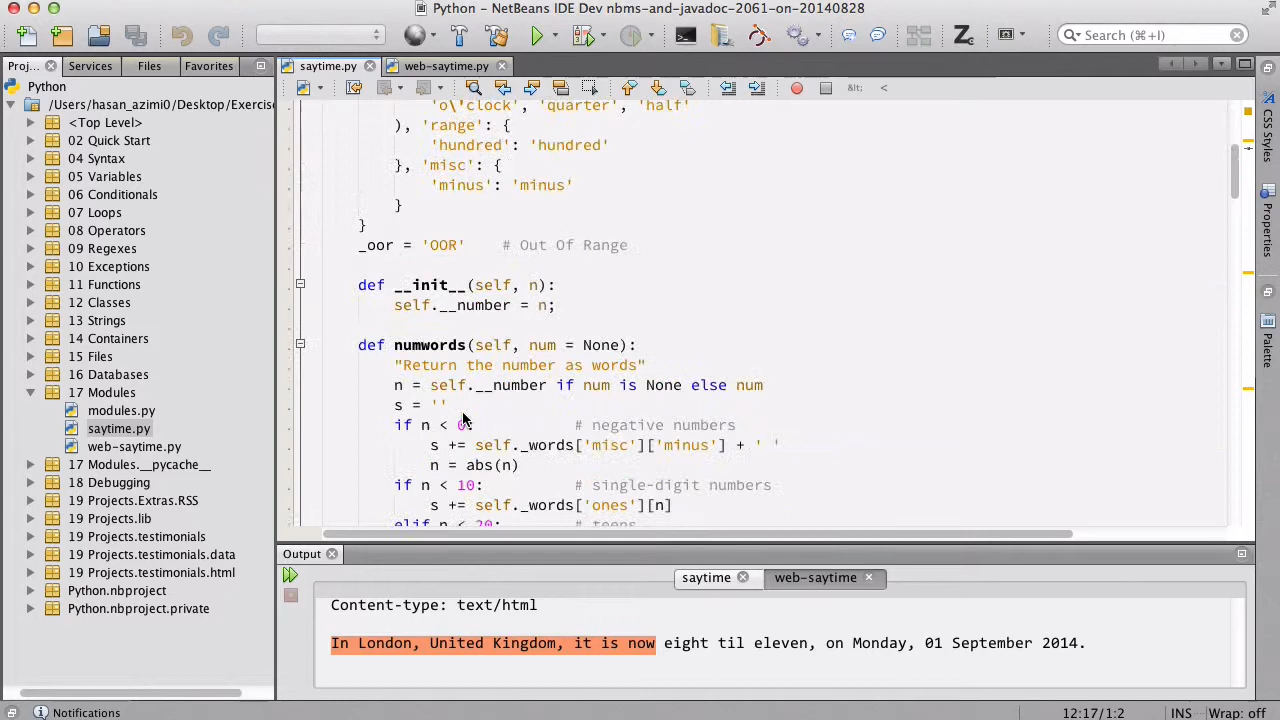 Python - NetBeans IDE Dev nbms-and-javadoc-2061-on-20140828
Search (⌘+I)
Proj... Services Files Favorites
saytime.py web-saytime.py
Python
/Users/hasan_azimi0/Desktop/Exercise
<Top Level>
02 Quick Start
04 Syntax
05 Variables
06 Conditionals
07 Loops
08 Operators
09 Regexes
10 Exceptions
11 Functions
12 Classes
13 Strings
14 Containers
15 Files
16 Databases
17 Modules
modules.py
saytime.py
web-saytime.py
17 Modules.__pycache__
18 Debugging
19 Projects.Extras.RSS
19 Projects.lib
19 Projects.testimonials
19 Projects.testimonials.data
19 Projects.testimonials.html
Python.nbproject
Python.nbproject.private
'o\'clock', 'quarter', 'half'
), 'range': {
'hundred': 'hundred'
}, 'misc': {
'minus': 'minus'
}
}
_oor = 'OOR' # Out Of Range
def __init__(self, n):
self.__number = n;
def numwords(self, num = None):
"Return the number as words"
n = self.__number if num is None else num
s = ''
if n < 0: # negative numbers
s += self._words['misc']['minus'] + ' '
n = abs(n)
if n < 10: # single-digit numbers
s += self._words['ones'][n]
elif n < 20: # teens
CSS Styles
Properties
Palette
Output
saytime web-saytime
Content-type: text/html
In London, United Kingdom, it is now eight til eleven, on Monday, 01 September 2014.
Notifications
12:17/1:2 INS Wrap: off